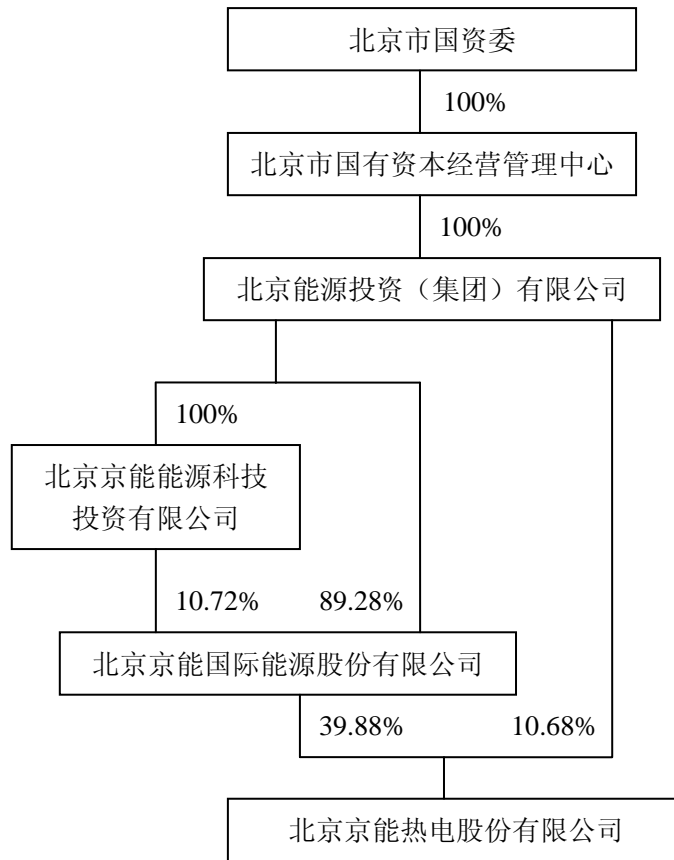 北京市国资委
100%
北京市国有资本经营管理中心
100%
北京能源投资（集团）有限公司
100%
北京京能能源科技
投资有限公司
10.72%
89.28%
北京京能国际能源股份有限公司
39.88%
10.68%
北京京能热电股份有限公司